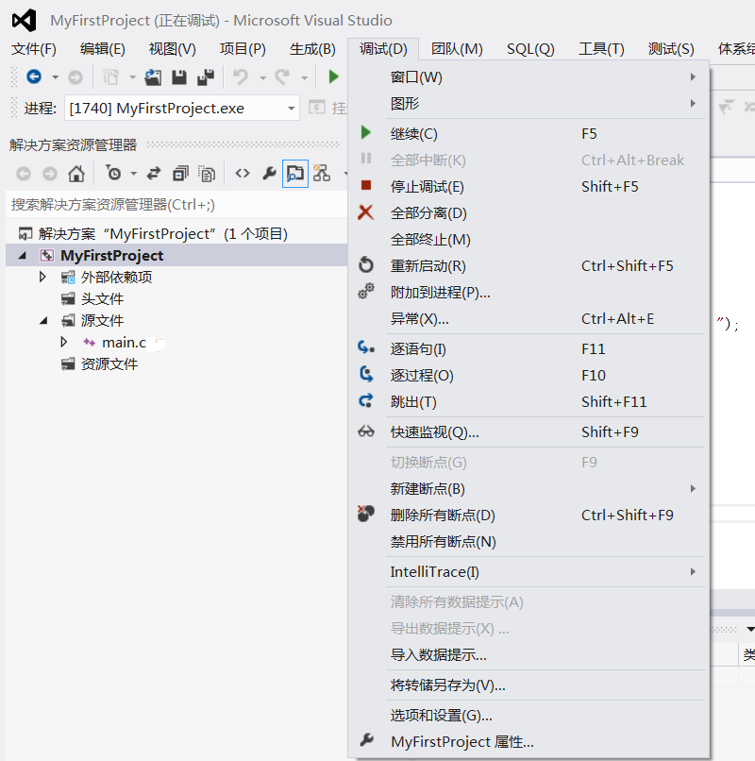 MyFirstProject (正在调试) - Microsoft Visual Studio
文件(F) 编辑(E) 视图(V) 项目(P) 生成(B) 调试(D) 团队(M) SQL(Q) 工具(T) 测试(S) 体系结
进程: [1740] MyFirstProject.exe 挂
解决方案资源管理器
搜索解决方案资源管理器(Ctrl+;)
解决方案 “MyFirstProject” (1 个项目)
MyFirstProject
外部依赖项
头文件
源文件
main.c
资源文件
窗口(W)
图形
继续(C) F5
全部中断(K) Ctrl+Alt+Break
停止调试(E) Shift+F5
全部分离(D)
全部终止(M)
重新启动(R) Ctrl+Shift+F5
附加到进程(P)...
异常(X)... Ctrl+Alt+E
逐语句(I) F11
逐过程(O) F10
跳出(T) Shift+F11
快速监视(Q)... Shift+F9
切换断点(G) F9
新建断点(B)
删除所有断点(D) Ctrl+Shift+F9
禁用所有断点(N)
IntelliTrace(I)
清除所有数据提示(A)
导出数据提示(X) ...
导入数据提示...
将转储另存为(V)...
选项和设置(G)...
MyFirstProject 属性...
");
类